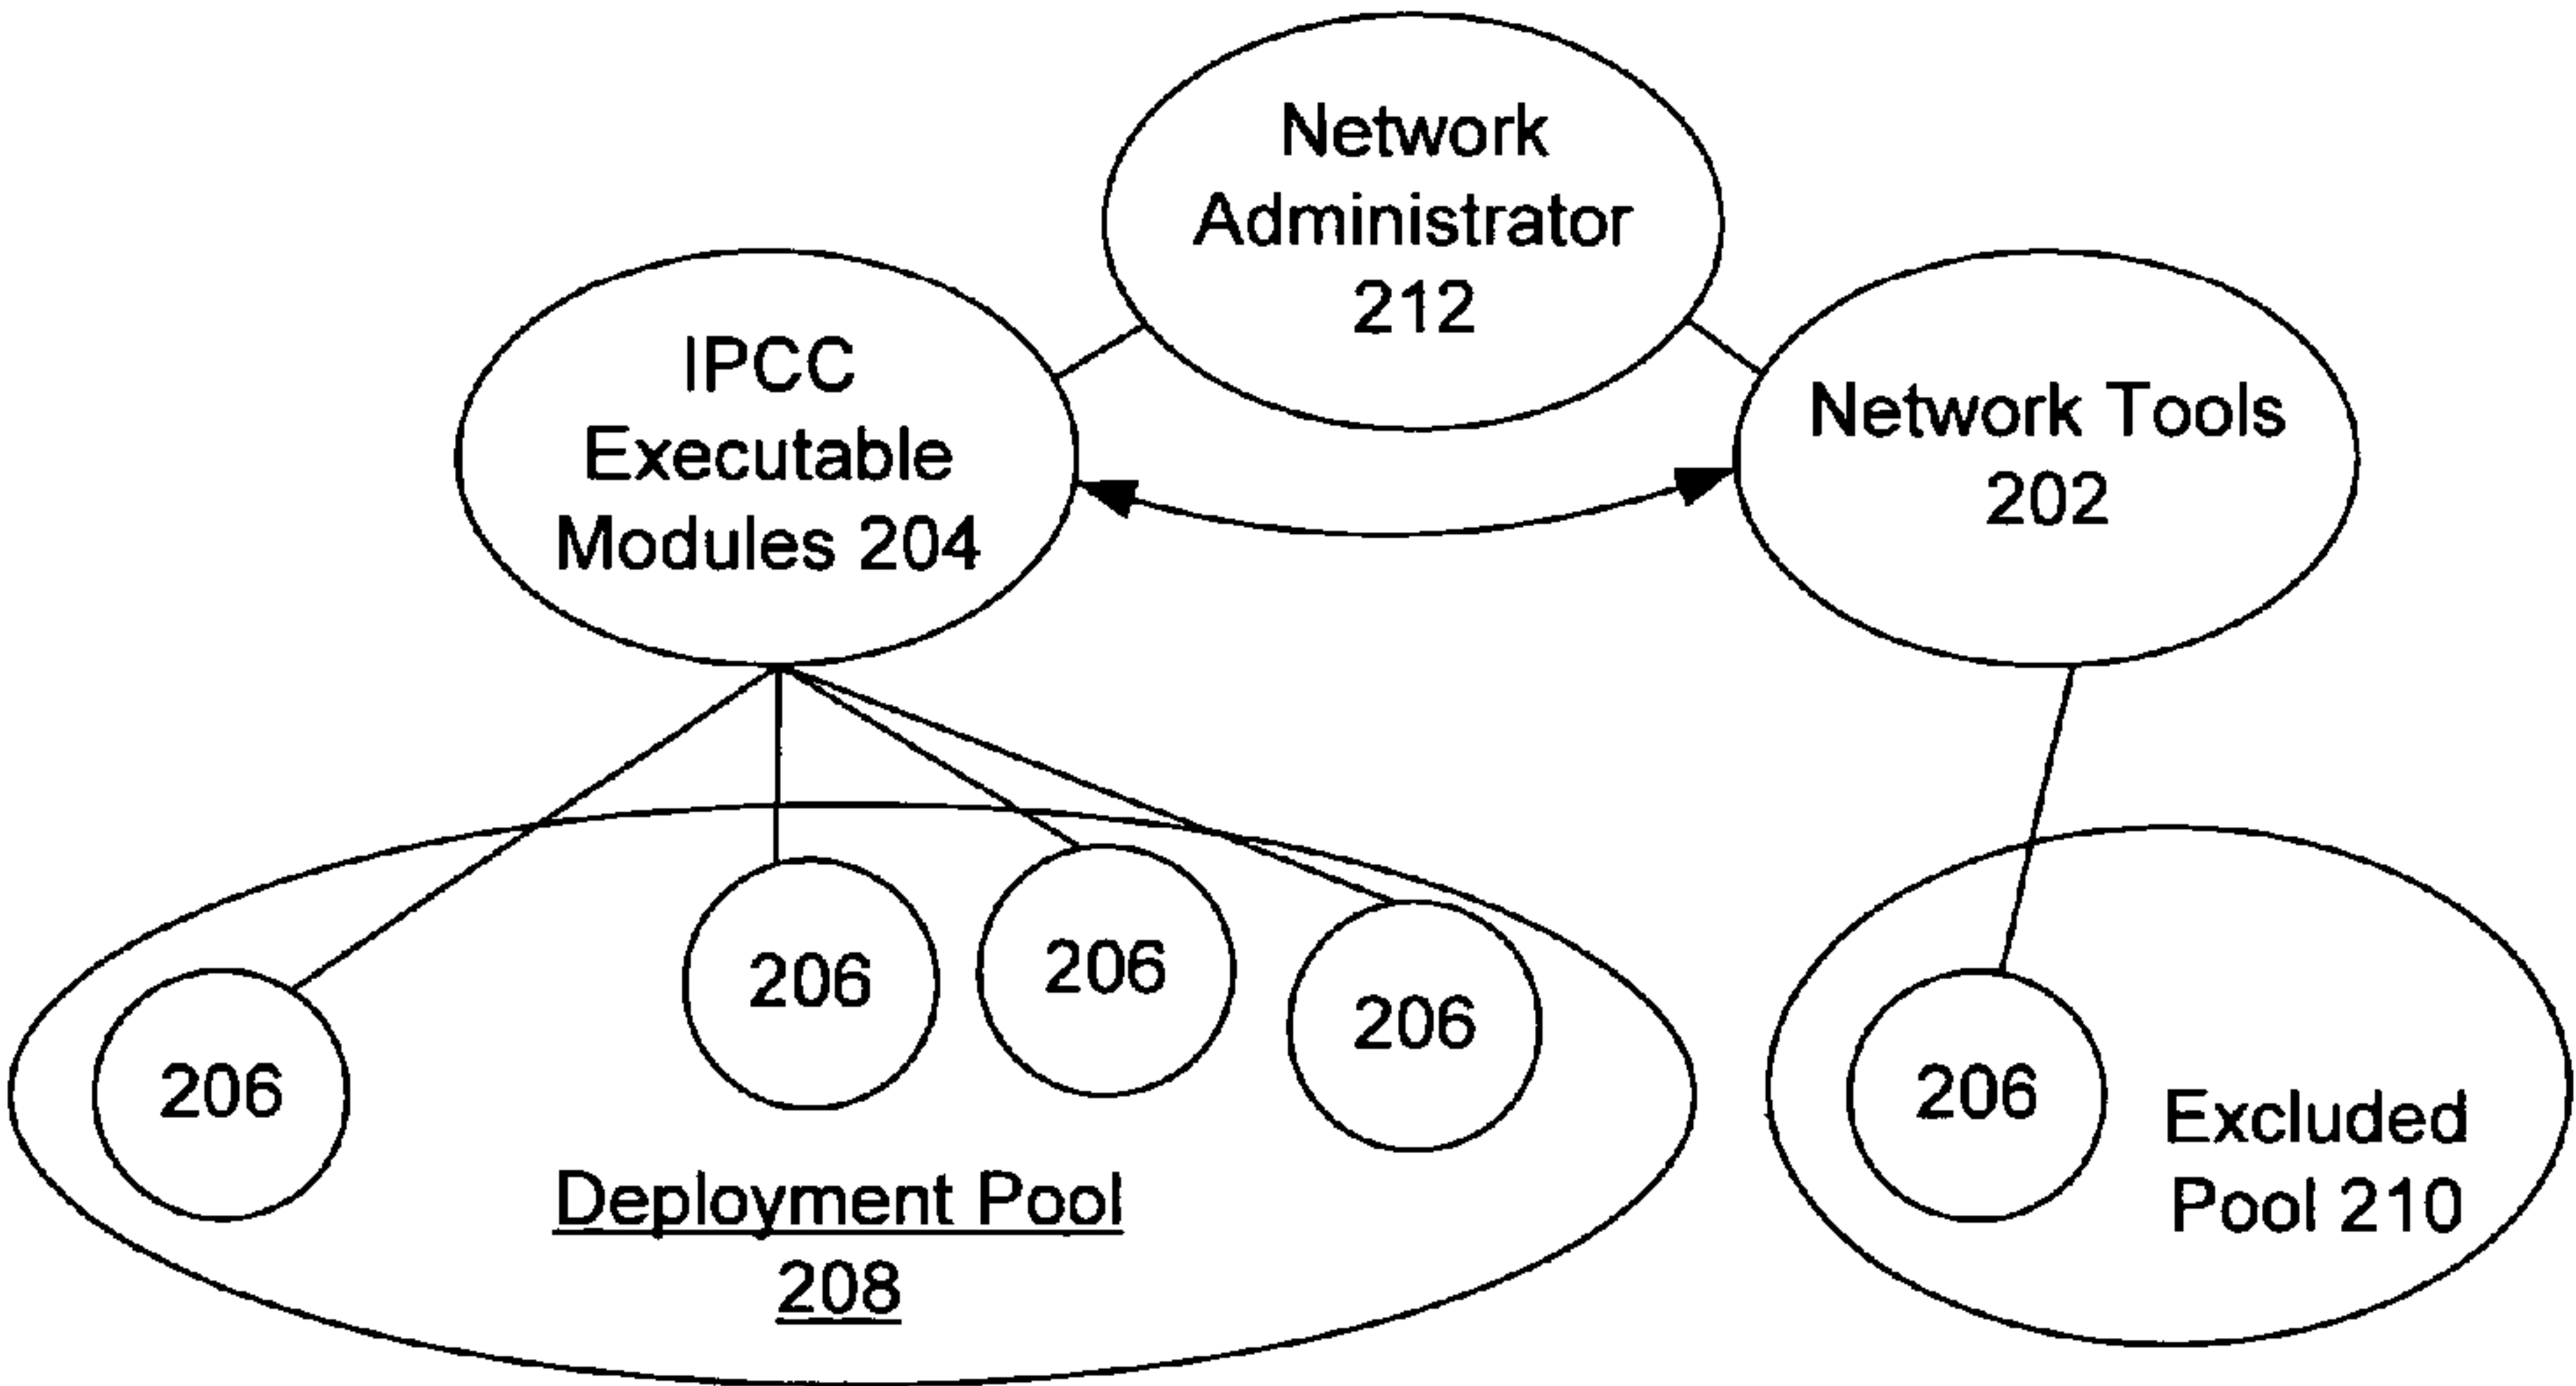 Network
Administrator
212
IPCC
Executable
Modules 204
Network Tools
202
206
206
206
206
Deployment Pool
208
206
Excluded
Pool 210